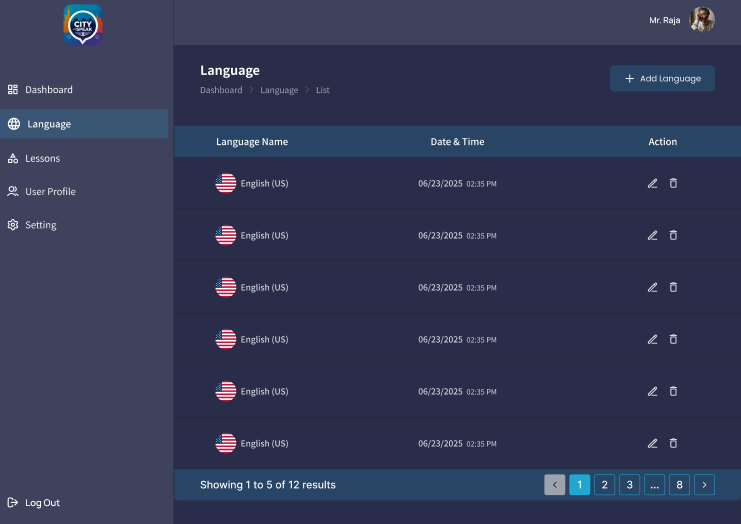 CITY
SPEAK
Mr. Raja
Dashboard
Language
Lessons
User Profile
Setting
Log Out
Language
Dashboard > Language > List
+ Add Language
Language Name Date & Time Action
English (US) 06/23/2025 02:35 PM
English (US) 06/23/2025 02:35 PM
English (US) 06/23/2025 02:35 PM
English (US) 06/23/2025 02:35 PM
English (US) 06/23/2025 02:35 PM
English (US) 06/23/2025 02:35 PM
Showing 1 to 5 of 12 results < 1 2 3 ... 8 >